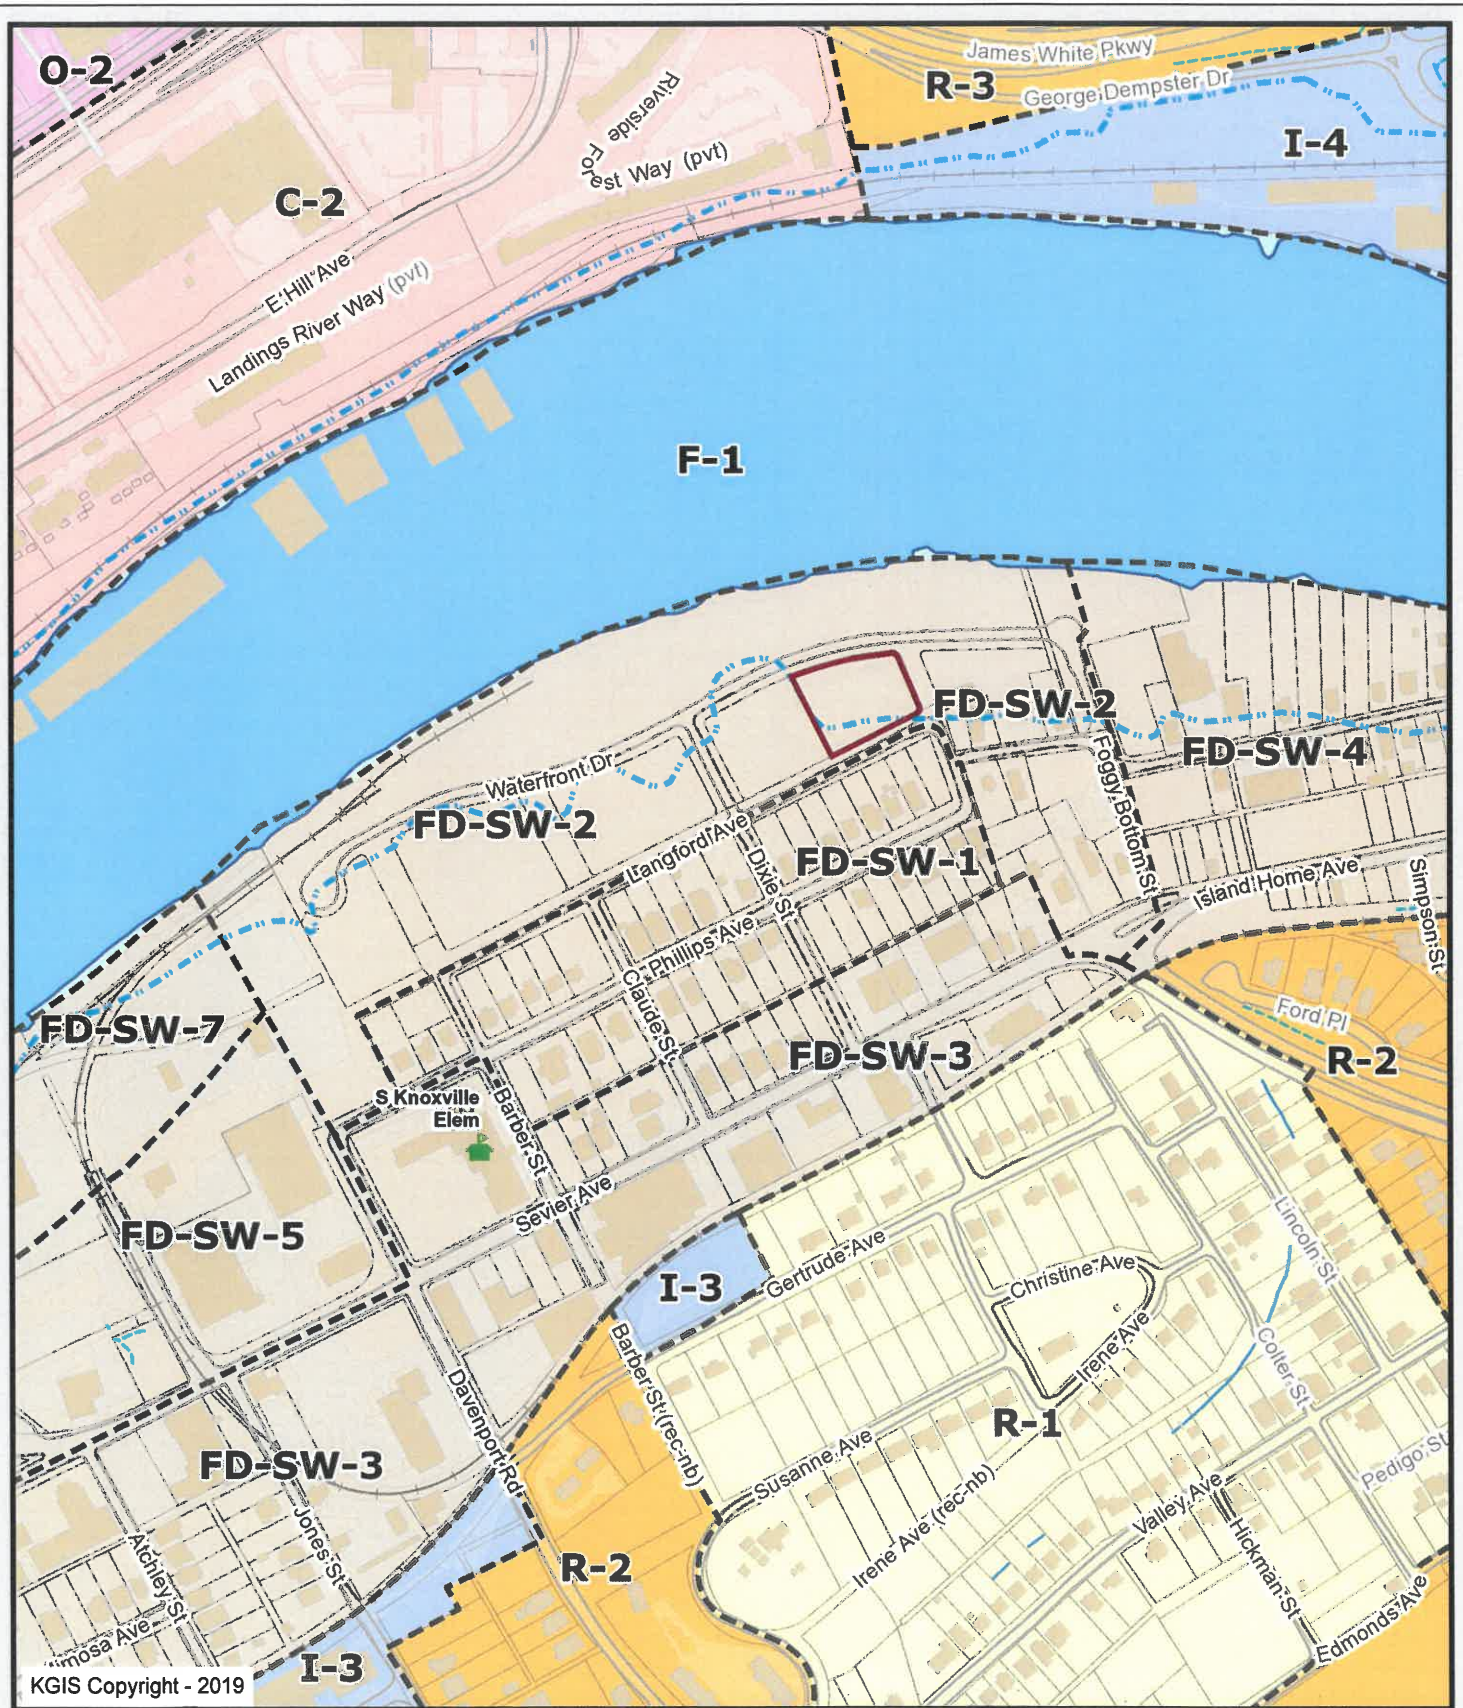 O-2
James White Pkwy
R-3
George Dempster Dr
Riverside
Forest Way (pvt)
I-4
C-2
E Hill Ave
Landings River Way (pvt)
F-1
FD-SW-2
FD-SW-4
Waterfront Dr
Foggy Bottom St
FD-SW-2
Langford Ave
Dixie St
FD-SW-1
Island Home Ave
Simpson St
Phillips Ave
Claude St
Ford Pl
FD-SW-7
FD-SW-3
R-2
S Knoxville
Elem
Barber St
Sevier Ave
FD-SW-5
Gertrude Ave
Lincoln St
Christine Ave
I-3
Irene Ave
Barber St (rec-nb)
Colter St
Davenport Rd
R-1
Susanne Ave
FD-SW-3
Pedigo St
Irene Ave (rec-nb)
Valley Ave
Jones St
Atchley St
Hickman St
R-2
Edmonds Ave
imosa Ave
I-3
KGIS Copyright - 2019